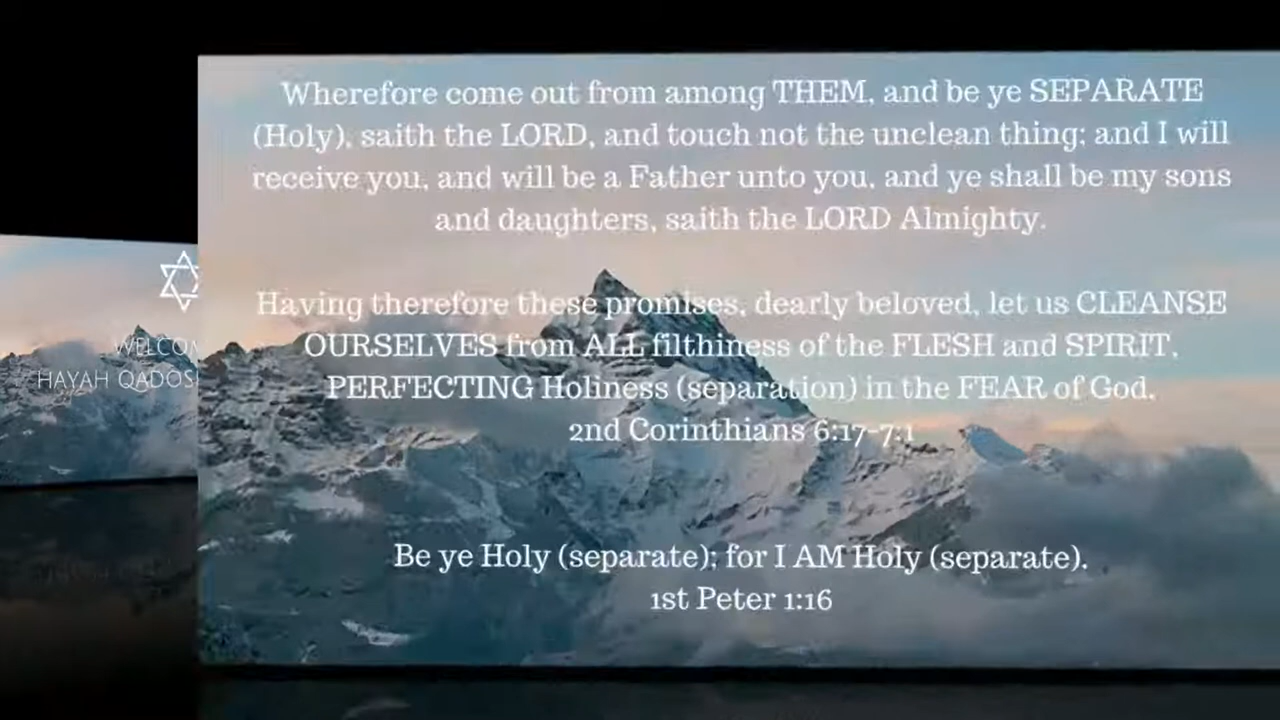 Wherefore come out from among THEM, and be ye SEPARATE
(Holy), saith the LORD, and touch not the unclean thing; and I will
receive you, and will be a Father unto you, and ye shall be my sons
and daughters, saith the LORD Almighty.
Having therefore these promises, dearly beloved, let us CLEANSE
OURSELVES from ALL filthiness of the FLESH and SPIRIT,
PERFECTING Holiness (separation) in the FEAR of God.
2nd Corinthians 6:17-7:1
Be ye Holy (separate); for I AM Holy (separate).
1st Peter 1:16
HAYAH